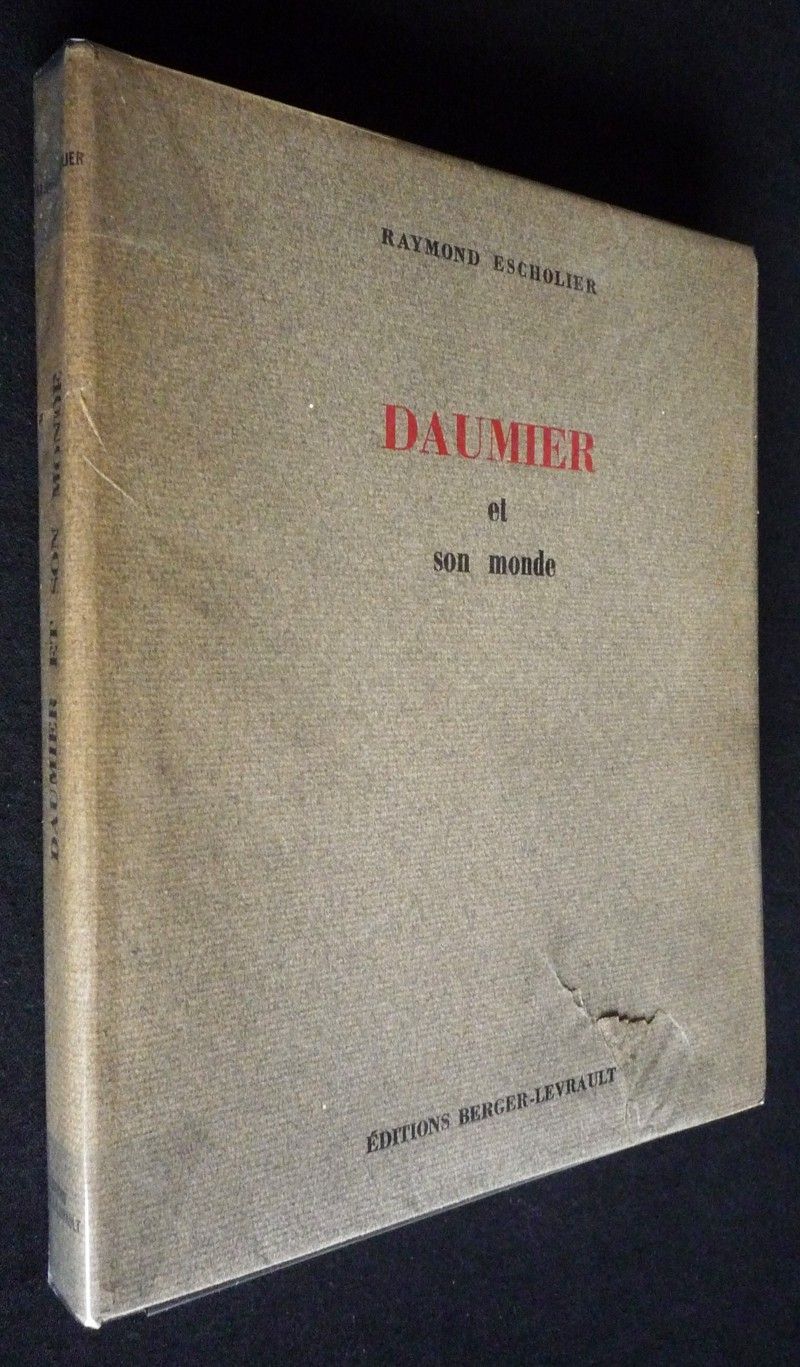 RAYMOND ESCHOLIER
DAUMIER
et
son monde
ÉDITIONS BERGER-LEVRAULT
DAUMIER ET SON MONDE